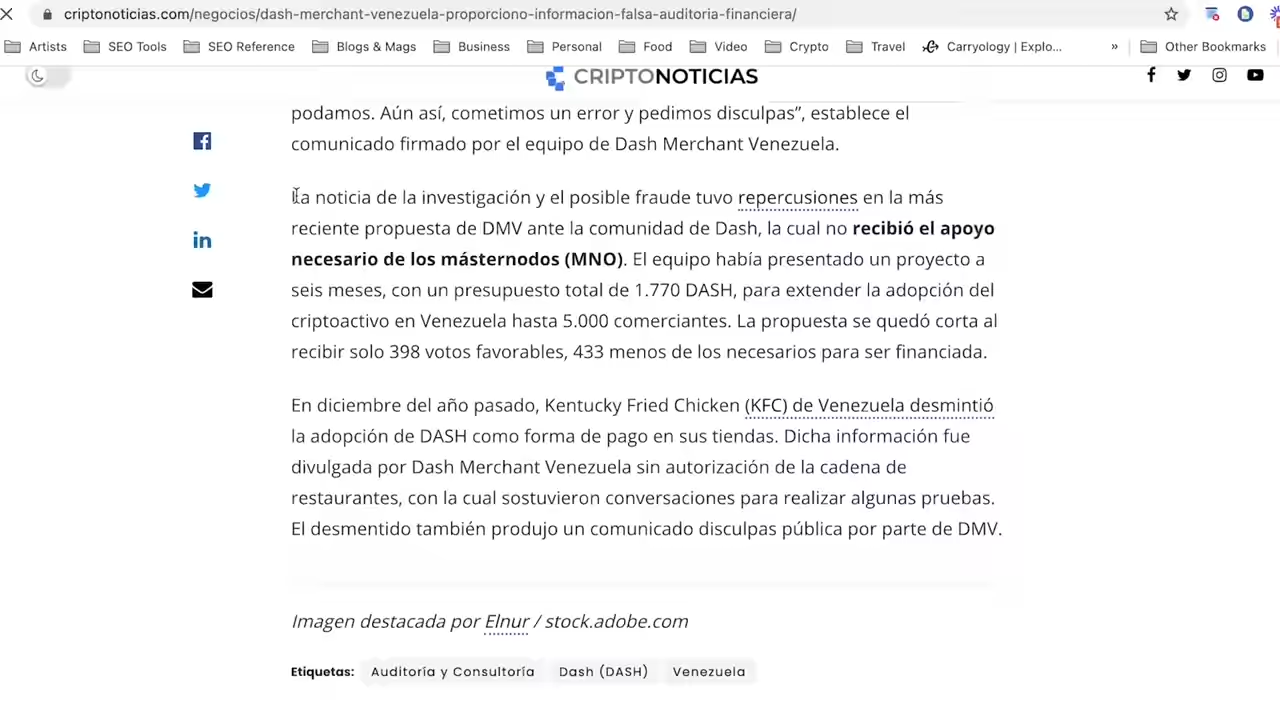 criptonoticias.com/negocios/dash-merchant-venezuela-proporciono-informacion-falsa-auditoria-financiera/
Artists SEO Tools SEO Reference Blogs & Mags Business Personal Food Video Crypto Travel Carryology | Explo... » Other Bookmarks
CRIPTONOTICIAS
podamos. Aún así, cometimos un error y pedimos disculpas”, establece el
comunicado firmado por el equipo de Dash Merchant Venezuela.
La noticia de la investigación y el posible fraude tuvo repercusiones en la más
reciente propuesta de DMV ante la comunidad de Dash, la cual no recibió el apoyo
necesario de los másternodos (MNO). El equipo había presentado un proyecto a
seis meses, con un presupuesto total de 1.770 DASH, para extender la adopción del
criptoactivo en Venezuela hasta 5.000 comerciantes. La propuesta se quedó corta al
recibir solo 398 votos favorables, 433 menos de los necesarios para ser financiada.
En diciembre del año pasado, Kentucky Fried Chicken (KFC) de Venezuela desmintió
la adopción de DASH como forma de pago en sus tiendas. Dicha información fue
divulgada por Dash Merchant Venezuela sin autorización de la cadena de
restaurantes, con la cual sostuvieron conversaciones para realizar algunas pruebas.
El desmentido también produjo un comunicado disculpas pública por parte de DMV.
Imagen destacada por Elnur / stock.adobe.com
Etiquetas: Auditoría y Consultoría Dash (DASH) Venezuela